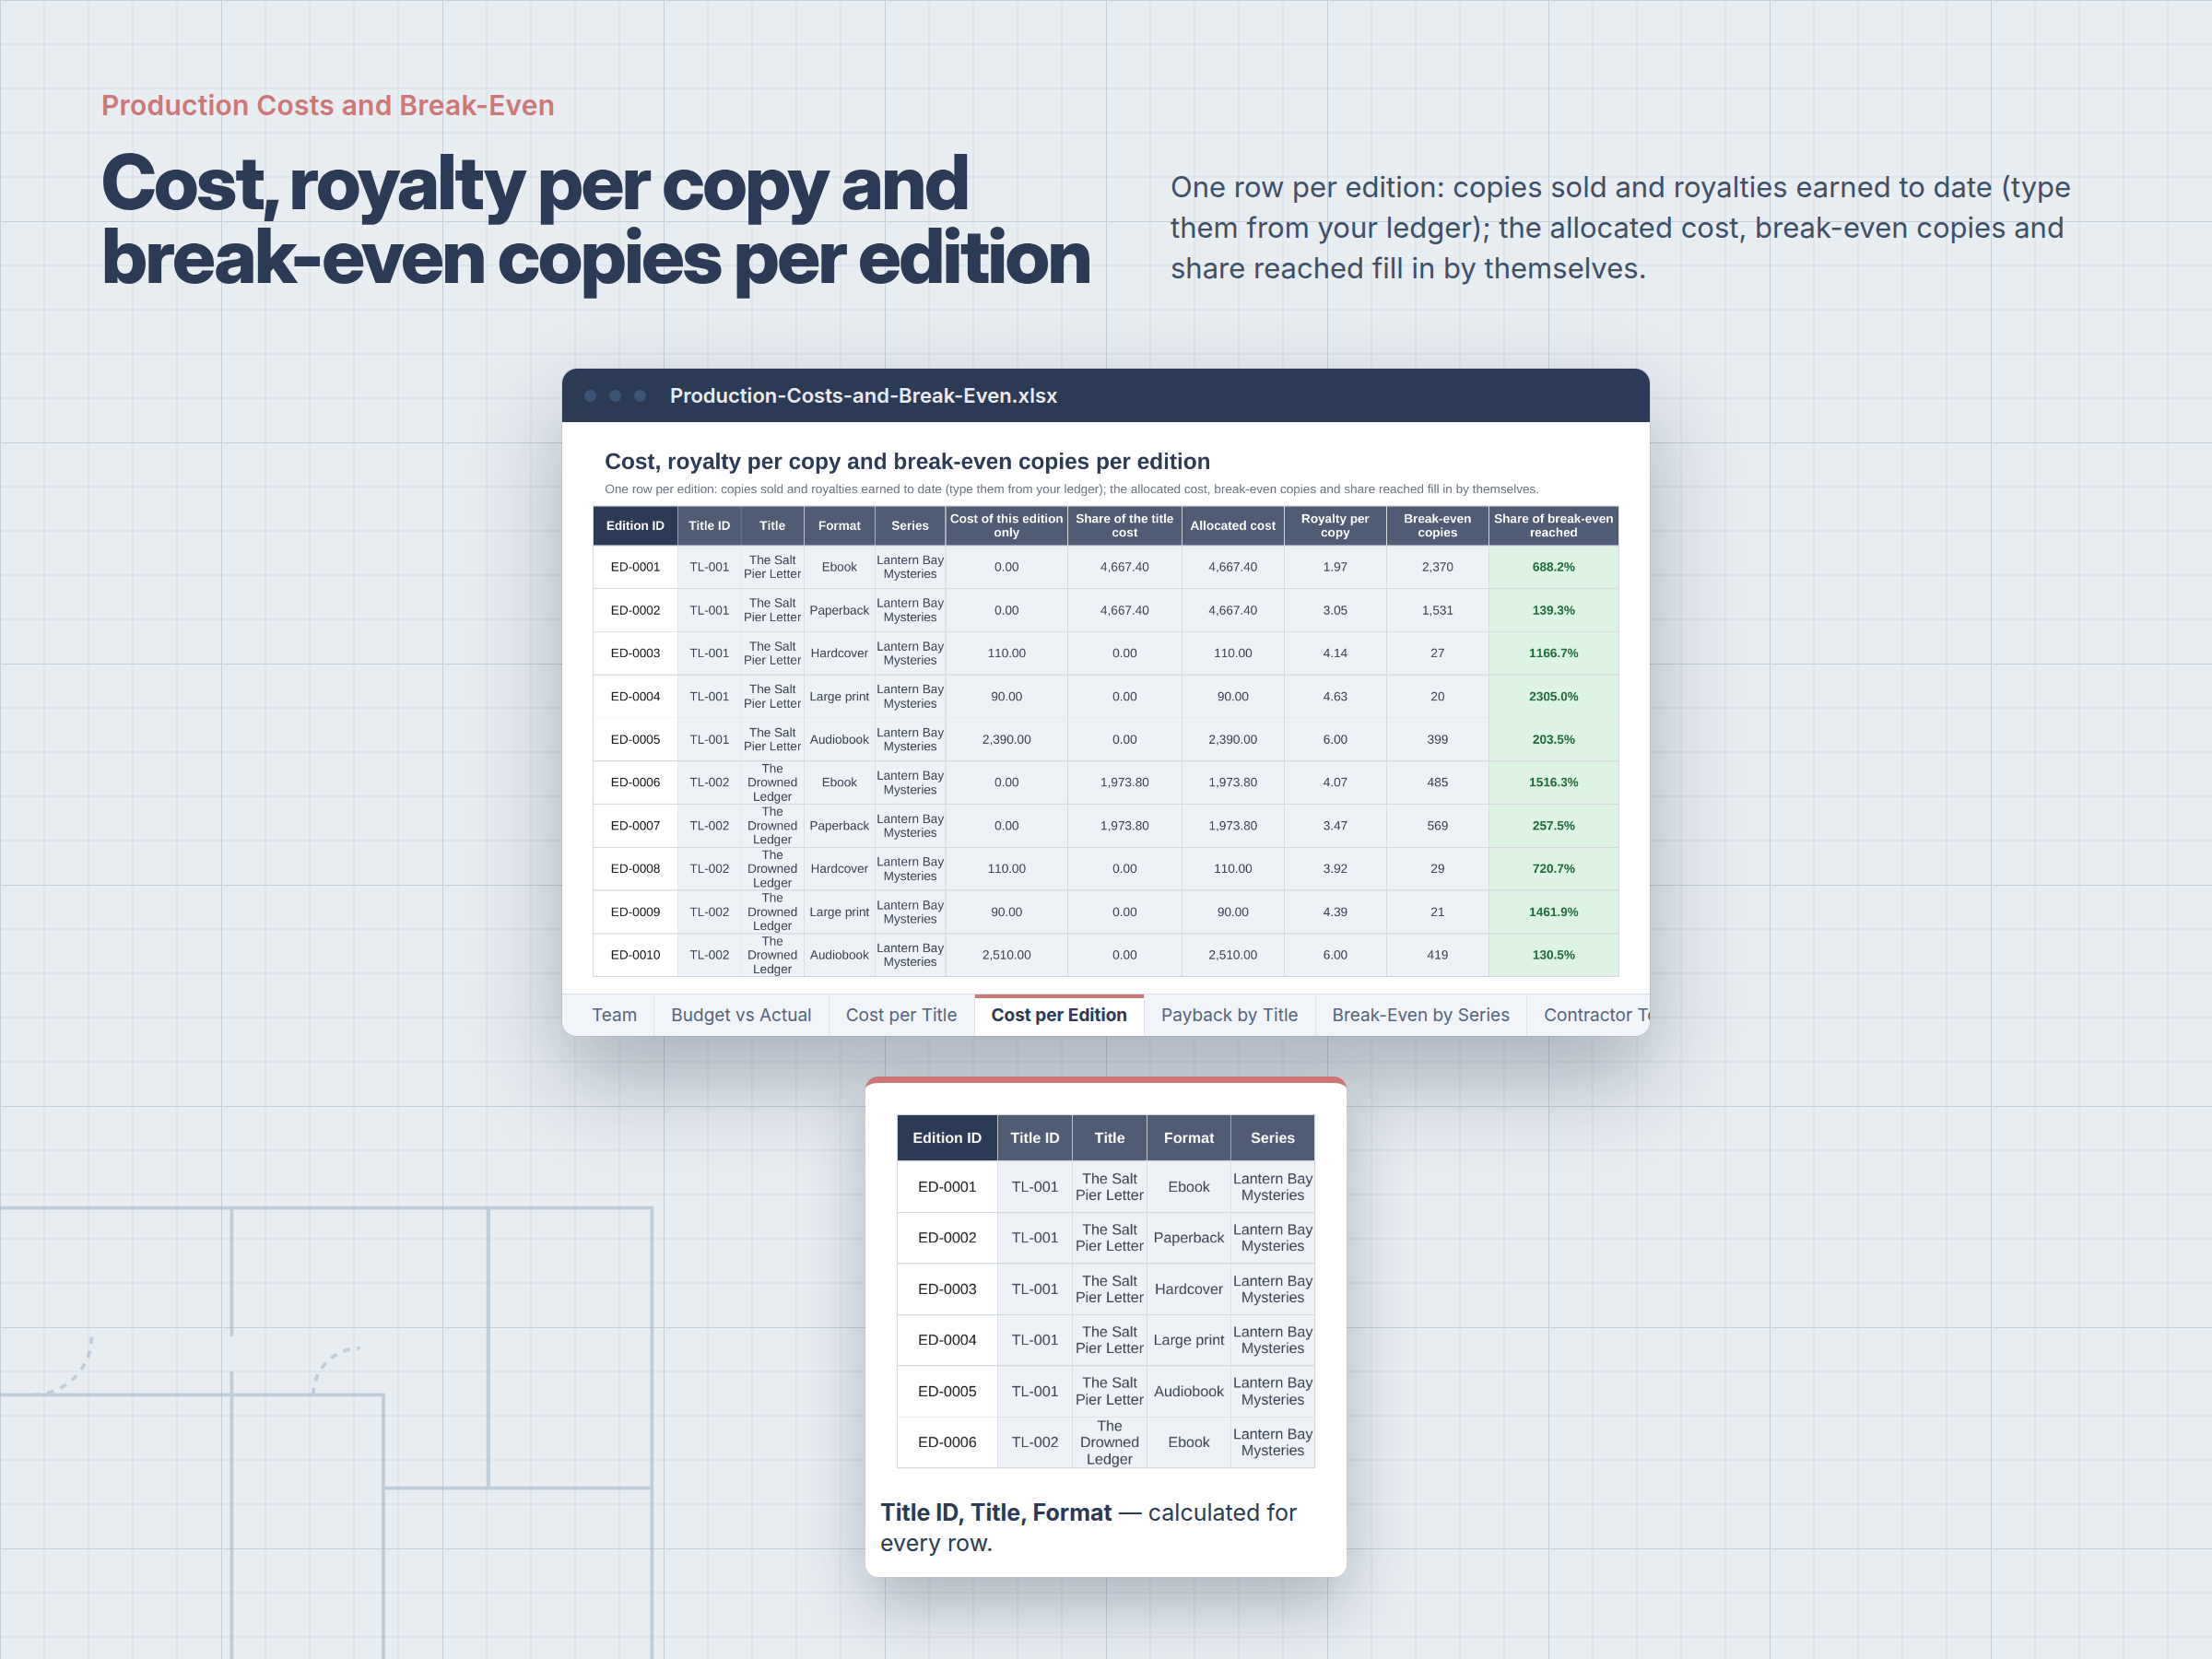 Production Costs and Break-Even
Cost, royalty per copy and
break-even copies per edition
One row per edition: copies sold and royalties earned to date (type
them from your ledger); the allocated cost, break-even copies and
share reached fill in by themselves.
Production-Costs-and-Break-Even.xlsx
Cost, royalty per copy and break-even copies per edition
One row per edition: copies sold and royalties earned to date (type them from your ledger); the allocated cost, break-even copies and share reached fill in by themselves.
Edition ID Title ID Title Format Series Cost of this edition only Share of the title cost Allocated cost Royalty per copy Break-even copies Share of break-even reached
ED-0001 TL-001 The Salt Pier Letter Ebook Lantern Bay Mysteries 0.00 4,667.40 4,667.40 1.97 2,370 688.2%
ED-0002 TL-001 The Salt Pier Letter Paperback Lantern Bay Mysteries 0.00 4,667.40 4,667.40 3.05 1,531 139.3%
ED-0003 TL-001 The Salt Pier Letter Hardcover Lantern Bay Mysteries 110.00 0.00 110.00 4.14 27 1166.7%
ED-0004 TL-001 The Salt Pier Letter Large print Lantern Bay Mysteries 90.00 0.00 90.00 4.63 20 2305.0%
ED-0005 TL-001 The Salt Pier Letter Audiobook Lantern Bay Mysteries 2,390.00 0.00 2,390.00 6.00 399 203.5%
ED-0006 TL-002 The Drowned Ledger Ebook Lantern Bay Mysteries 0.00 1,973.80 1,973.80 4.07 485 1516.3%
ED-0007 TL-002 The Drowned Ledger Paperback Lantern Bay Mysteries 0.00 1,973.80 1,973.80 3.47 569 257.5%
ED-0008 TL-002 The Drowned Ledger Hardcover Lantern Bay Mysteries 110.00 0.00 110.00 3.92 29 720.7%
ED-0009 TL-002 The Drowned Ledger Large print Lantern Bay Mysteries 90.00 0.00 90.00 4.39 21 1461.9%
ED-0010 TL-002 The Drowned Ledger Audiobook Lantern Bay Mysteries 2,510.00 0.00 2,510.00 6.00 419 130.5%
Team Budget vs Actual Cost per Title Cost per Edition Payback by Title Break-Even by Series Contractor
Edition ID Title ID Title Format Series
ED-0001 TL-001 The Salt Pier Letter Ebook Lantern Bay Mysteries
ED-0002 TL-001 The Salt Pier Letter Paperback Lantern Bay Mysteries
ED-0003 TL-001 The Salt Pier Letter Hardcover Lantern Bay Mysteries
ED-0004 TL-001 The Salt Pier Letter Large print Lantern Bay Mysteries
ED-0005 TL-001 The Salt Pier Letter Audiobook Lantern Bay Mysteries
ED-0006 TL-002 The Drowned Ledger Ebook Lantern Bay Mysteries
Title ID, Title, Format — calculated for
every row.